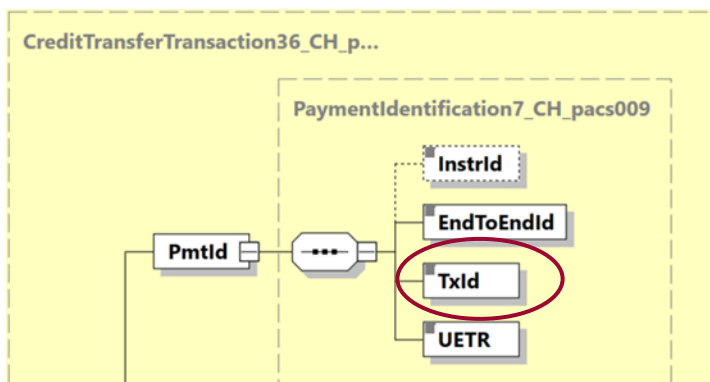 CreditTransferTransaction36_CH_p...
PaymentIdentification7_CH_pacs009
InstrId
EndToEndId
PmtId
TxId
UETR